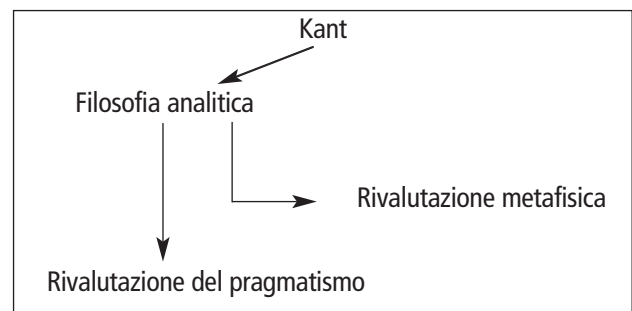 Kant
Filosofia analitica
Rivalutazione metafisica
Rivalutazione del pragmatismo